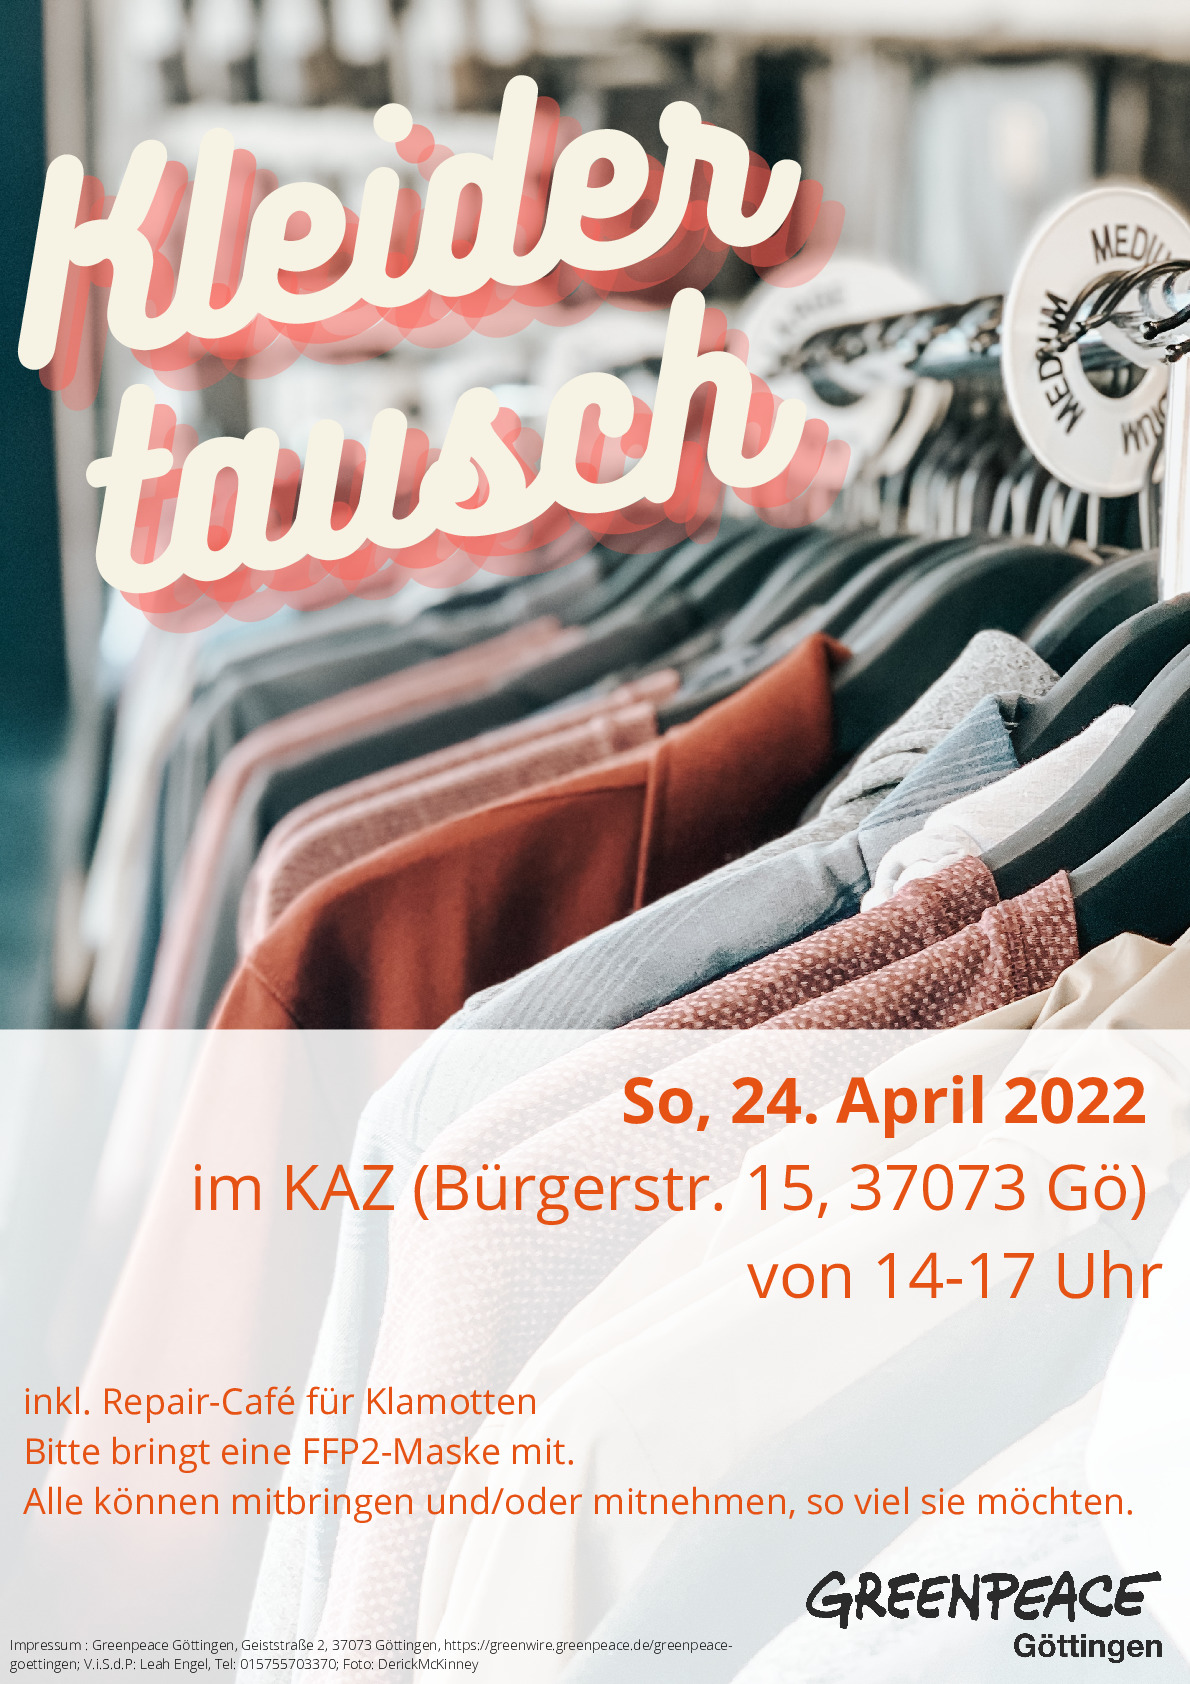 Kleider
tausch
MEDIUM
MEDIUM
So, 24. April 2022
im KAZ (Bürgerstr. 15, 37073 Gö)
von 14-17 Uhr
inkl. Repair-Café für Klamotten
Bitte bringt eine FFP2-Maske mit.
Alle können mitbringen und/oder mitnehmen, so viel sie möchten.
GREENPEACE
Göttingen
Impressum : Greenpeace Göttingen, Geiststraße 2, 37073 Göttingen, https://greenwire.greenpeace.de/greenpeace-
goettingen; V.i.S.d.P: Leah Engel, Tel: 015755703370; Foto: DerickMcKinney